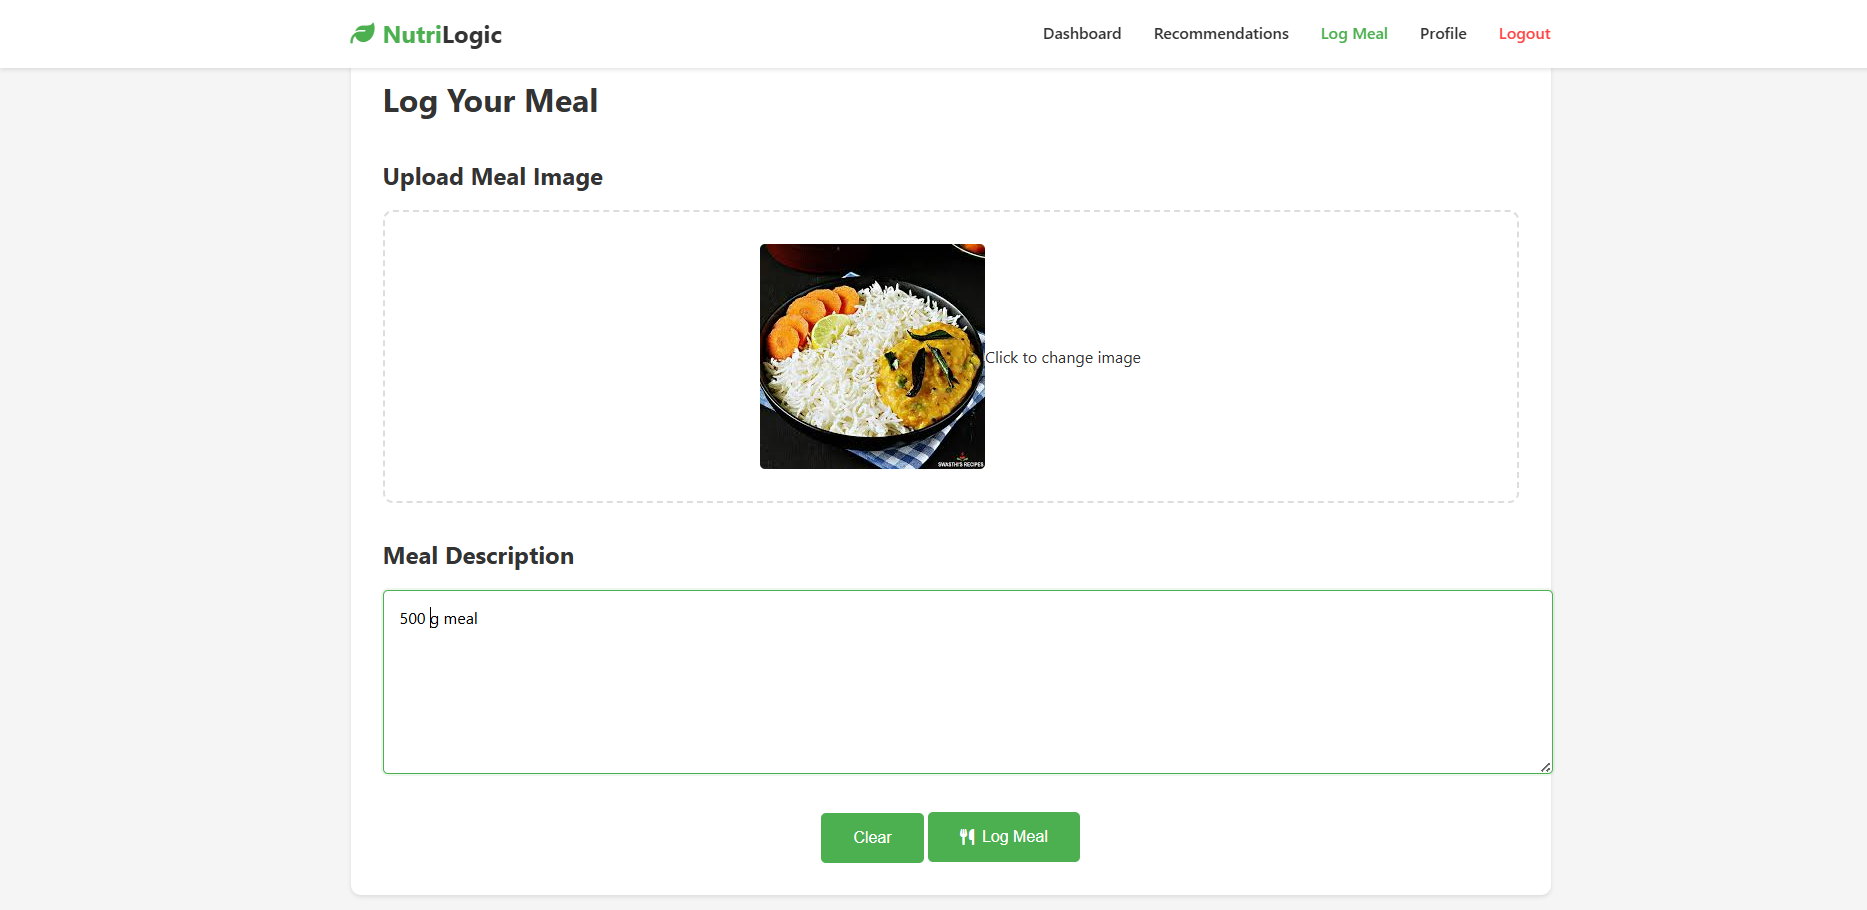 NutriLogic
Dashboard Recommendations Log Meal Profile Logout
Log Your Meal
Upload Meal Image
Click to change image
SWASTHI'S RECIPES
Meal Description
500 g meal
Clear Log Meal